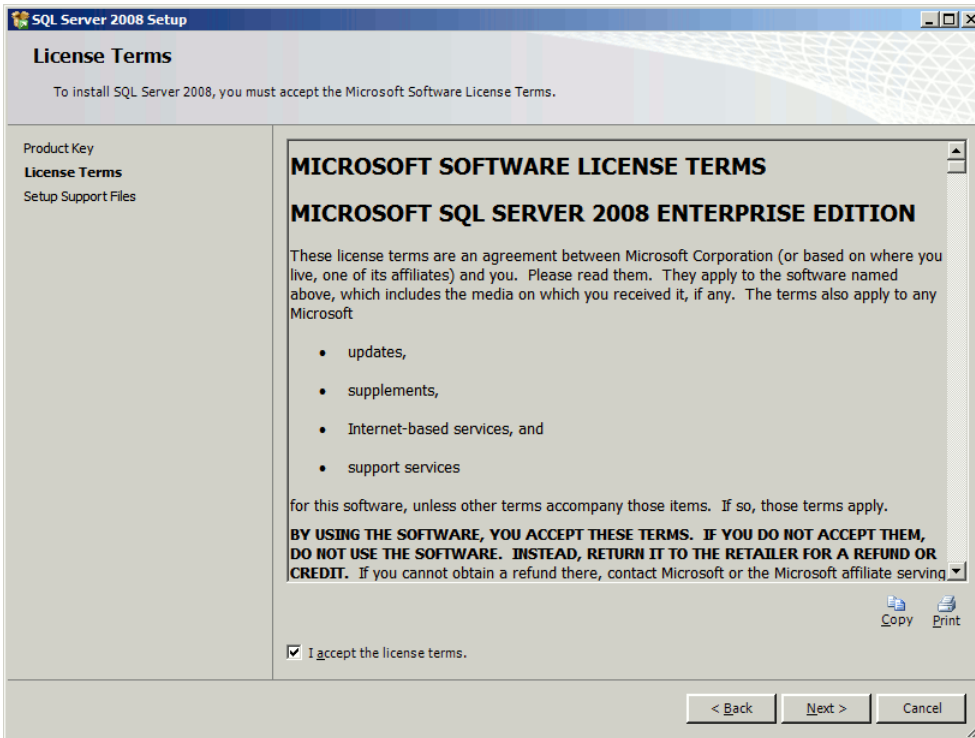 SQL Server 2008 Setup
License Terms
To install SQL Server 2008, you must accept the Microsoft Software License Terms.
Product Key
License Terms
Setup Support Files
MICROSOFT SOFTWARE LICENSE TERMS
MICROSOFT SQL SERVER 2008 ENTERPRISE EDITION
These license terms are an agreement between Microsoft Corporation (or based on where you
live, one of its affiliates) and you.  Please read them.  They apply to the software named
above, which includes the media on which you received it, if any.  The terms also apply to any
Microsoft
• updates,
• supplements,
• Internet-based services, and
• support services
for this software, unless other terms accompany those items.  If so, those terms apply.
BY USING THE SOFTWARE, YOU ACCEPT THESE TERMS.  IF YOU DO NOT ACCEPT THEM,
DO NOT USE THE SOFTWARE.  INSTEAD, RETURN IT TO THE RETAILER FOR A REFUND OR
CREDIT.  If you cannot obtain a refund there, contact Microsoft or the Microsoft affiliate serving
Copy Print
I accept the license terms.
< Back Next > Cancel